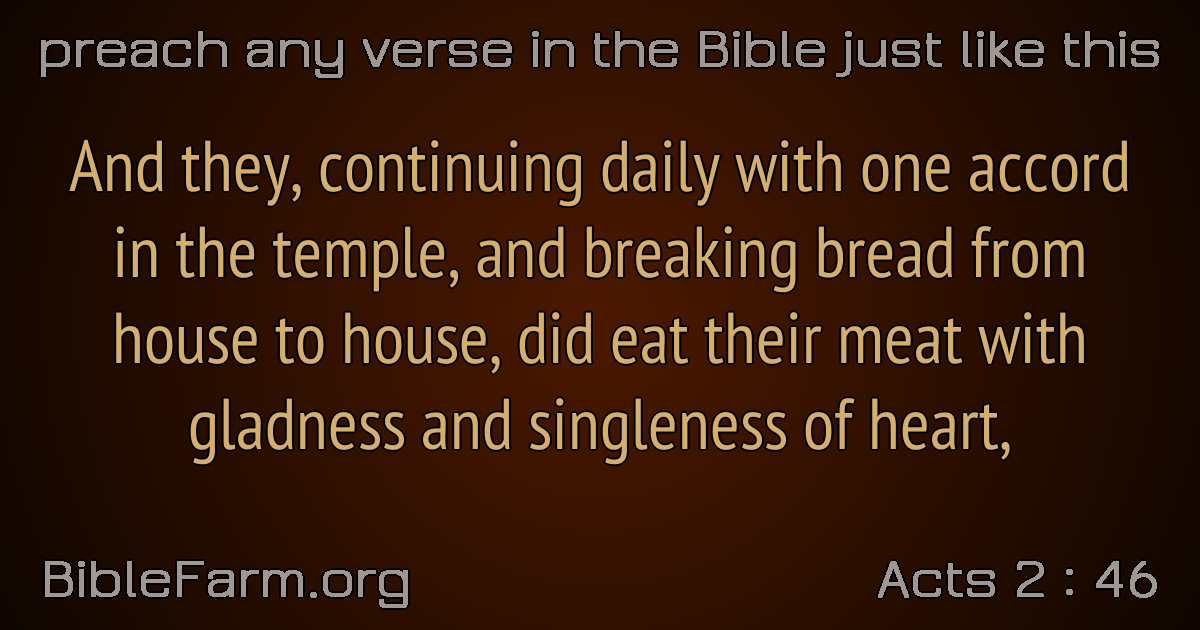 preach any verse in the Bible just like this
And they, continuing daily with one accord
in the temple, and breaking bread from
house to house, did eat their meat with
gladness and singleness of heart,
BibleFarm.org
Acts 2 : 46